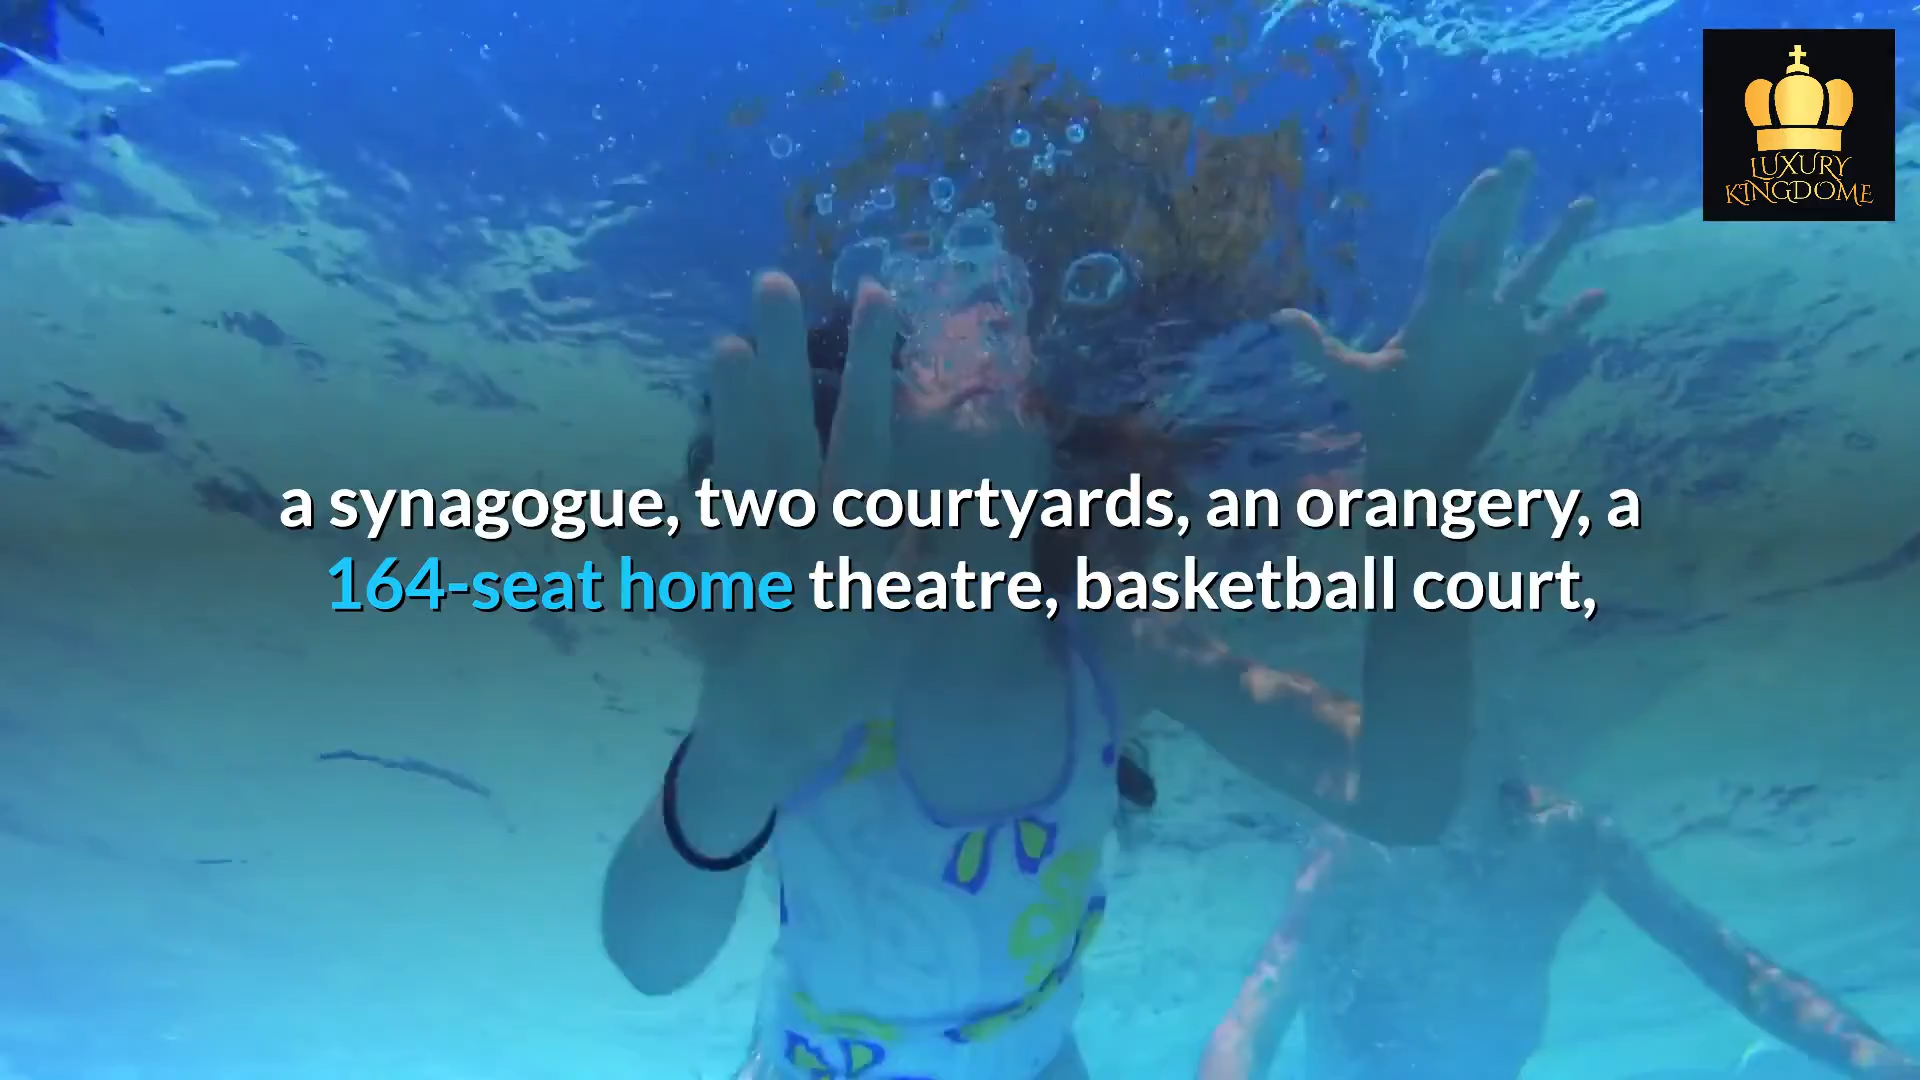 LUXURY
KINGDOME
a synagogue, two courtyards, an orangery, a
164-seat home theatre, basketball court,